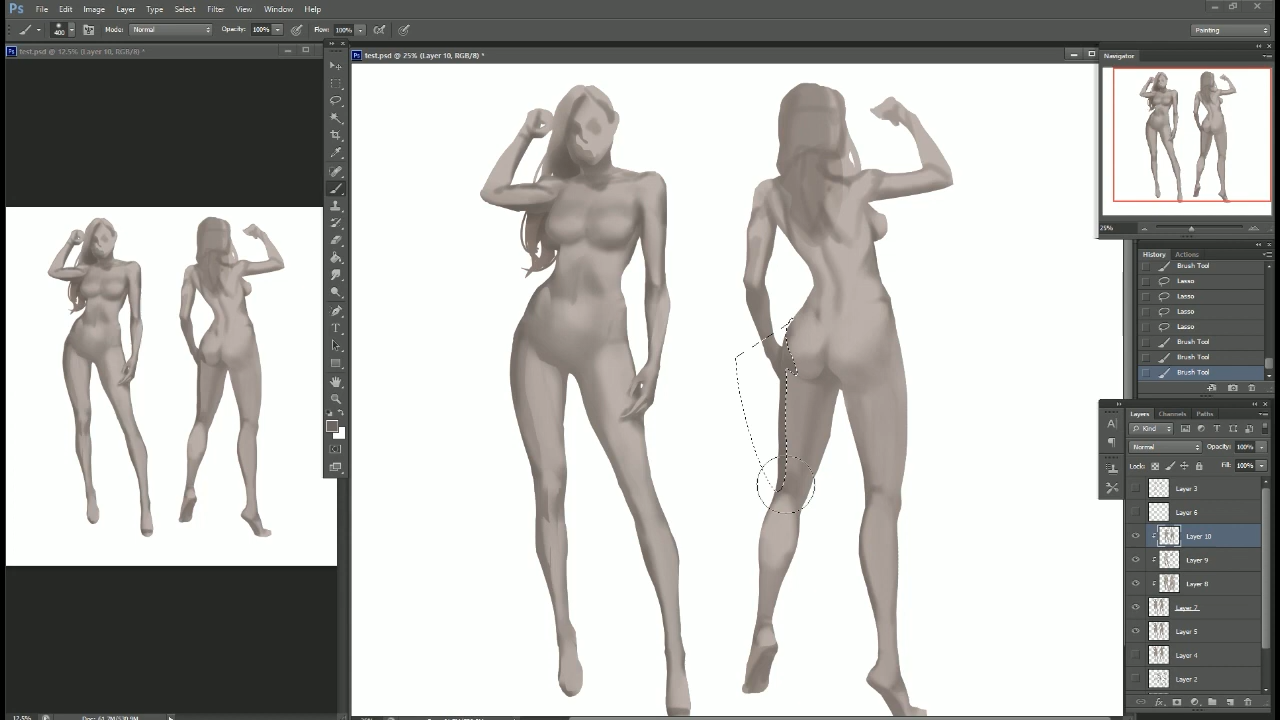 Ps File Edit Image Layer Type Select Filter View Window Help
400 Mode: Normal Opacity: 100% Flow: 100% Painting
test.psd @ 12.5% (Layer 10, RGB/8) *
test.psd @ 25% (Layer 10, RGB/8) *
Navigator
25%
History Actions
Brush Tool
Lasso
Lasso
Lasso
Lasso
Brush Tool
Brush Tool
Brush Tool
Layers Channels Paths
Kind
Normal Opacity: 100%
Lock: Fill: 100%
Layer 3
Layer 6
Layer 10
Layer 9
Layer 8
Layer 7
Layer 5
Layer 4
Layer 2
12.5%